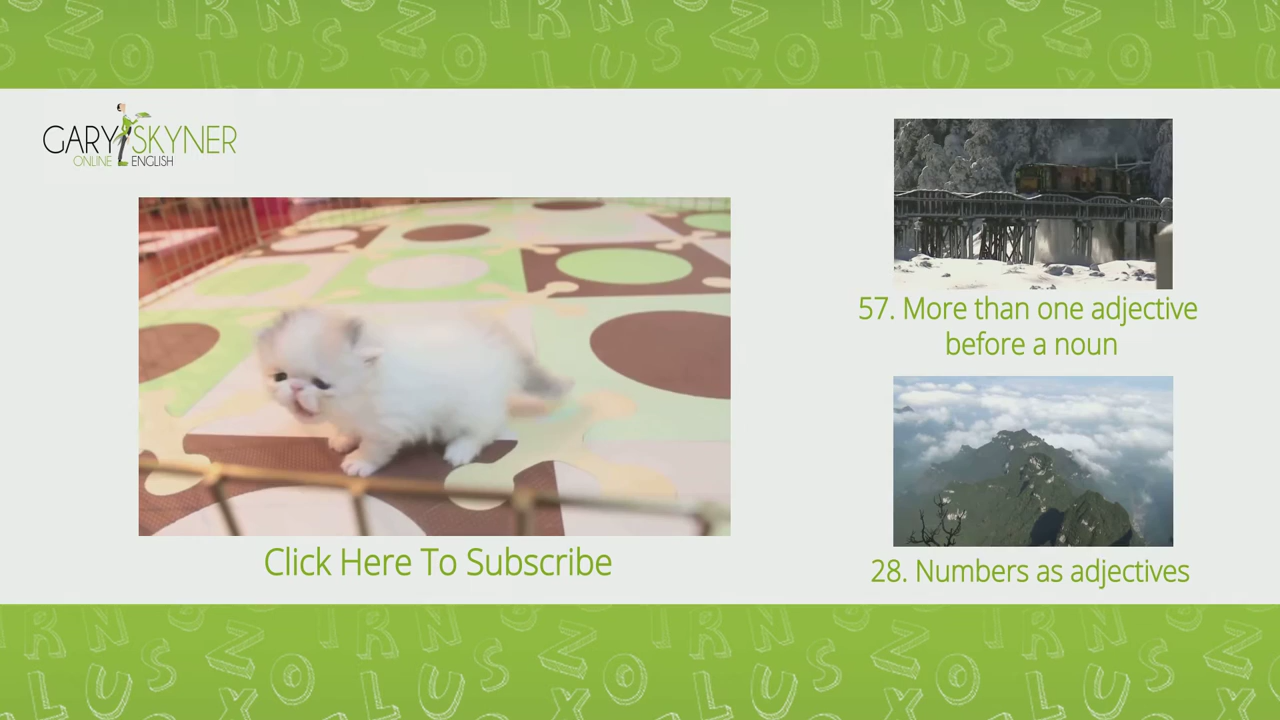 GARY SKYNER
ONLINE ENGLISH
Click Here To Subscribe
57. More than one adjective
before a noun
28. Numbers as adjectives